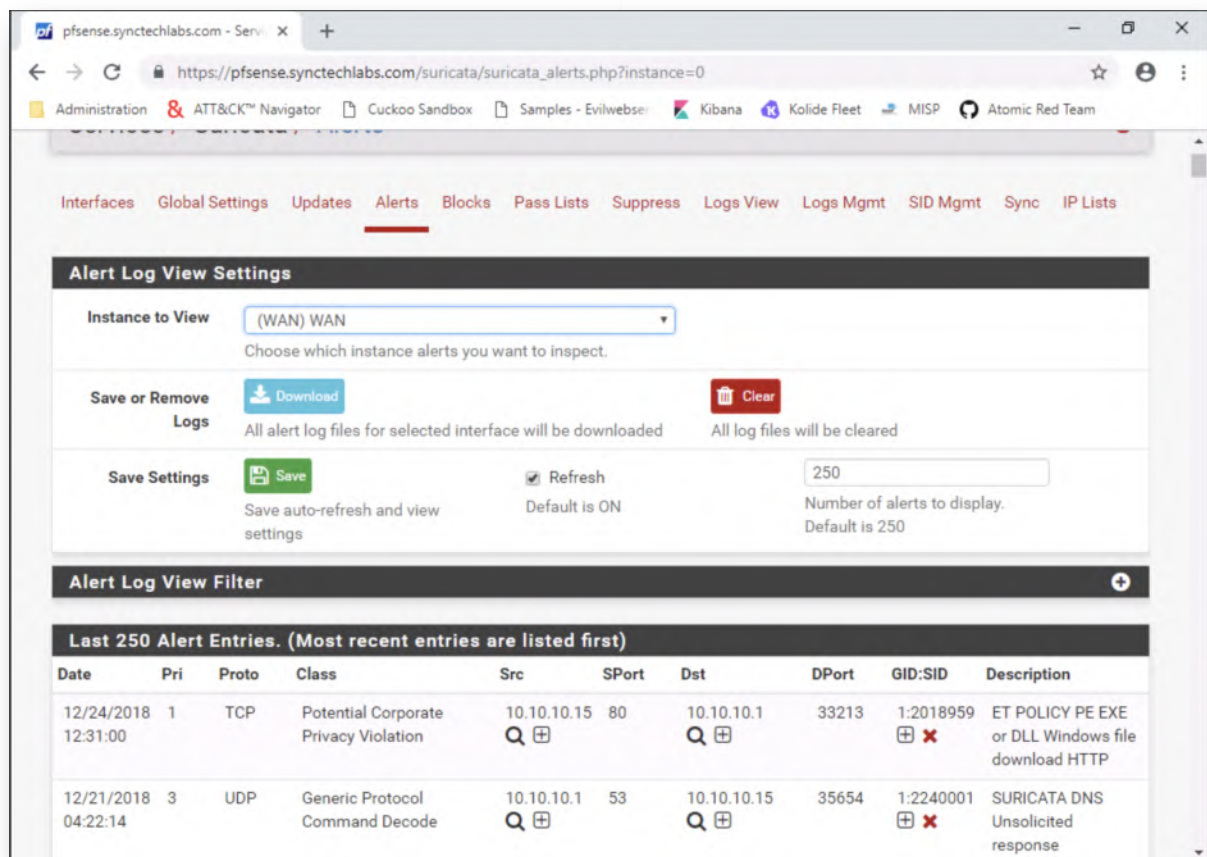 pfsense.synctechlabs.com - Serv
https://pfsense.synctechlabs.com/suricata/suricata_alerts.php?instance=0
Administration ATT&CK™ Navigator Cuckoo Sandbox Samples - Evilwebser Kibana Kolide Fleet MISP Atomic Red Team
Services / Suricata / Alerts
Interfaces Global Settings Updates Alerts Blocks Pass Lists Suppress Logs View Logs Mgmt SID Mgmt Sync IP Lists
Alert Log View Settings
Instance to View (WAN) WAN
Choose which instance alerts you want to inspect.
Save or Remove Logs
Download
All alert log files for selected interface will be downloaded
Clear
All log files will be cleared
Save Settings
Save
Save auto-refresh and view
settings
Refresh
Default is ON
250
Number of alerts to display.
Default is 250
Alert Log View Filter
Last 250 Alert Entries. (Most recent entries are listed first)
Date Pri Proto Class Src SPort Dst DPort GID:SID Description
12/24/2018 1 TCP Potential Corporate 10.10.10.15 80 10.10.10.1 33213 1:2018959 ET POLICY PE EXE
12:31:00 Privacy Violation or DLL Windows file
download HTTP
12/21/2018 3 UDP Generic Protocol 10.10.10.1 53 10.10.10.15 35654 1:2240001 SURICATA DNS
04:22:14 Command Decode Unsolicited
response